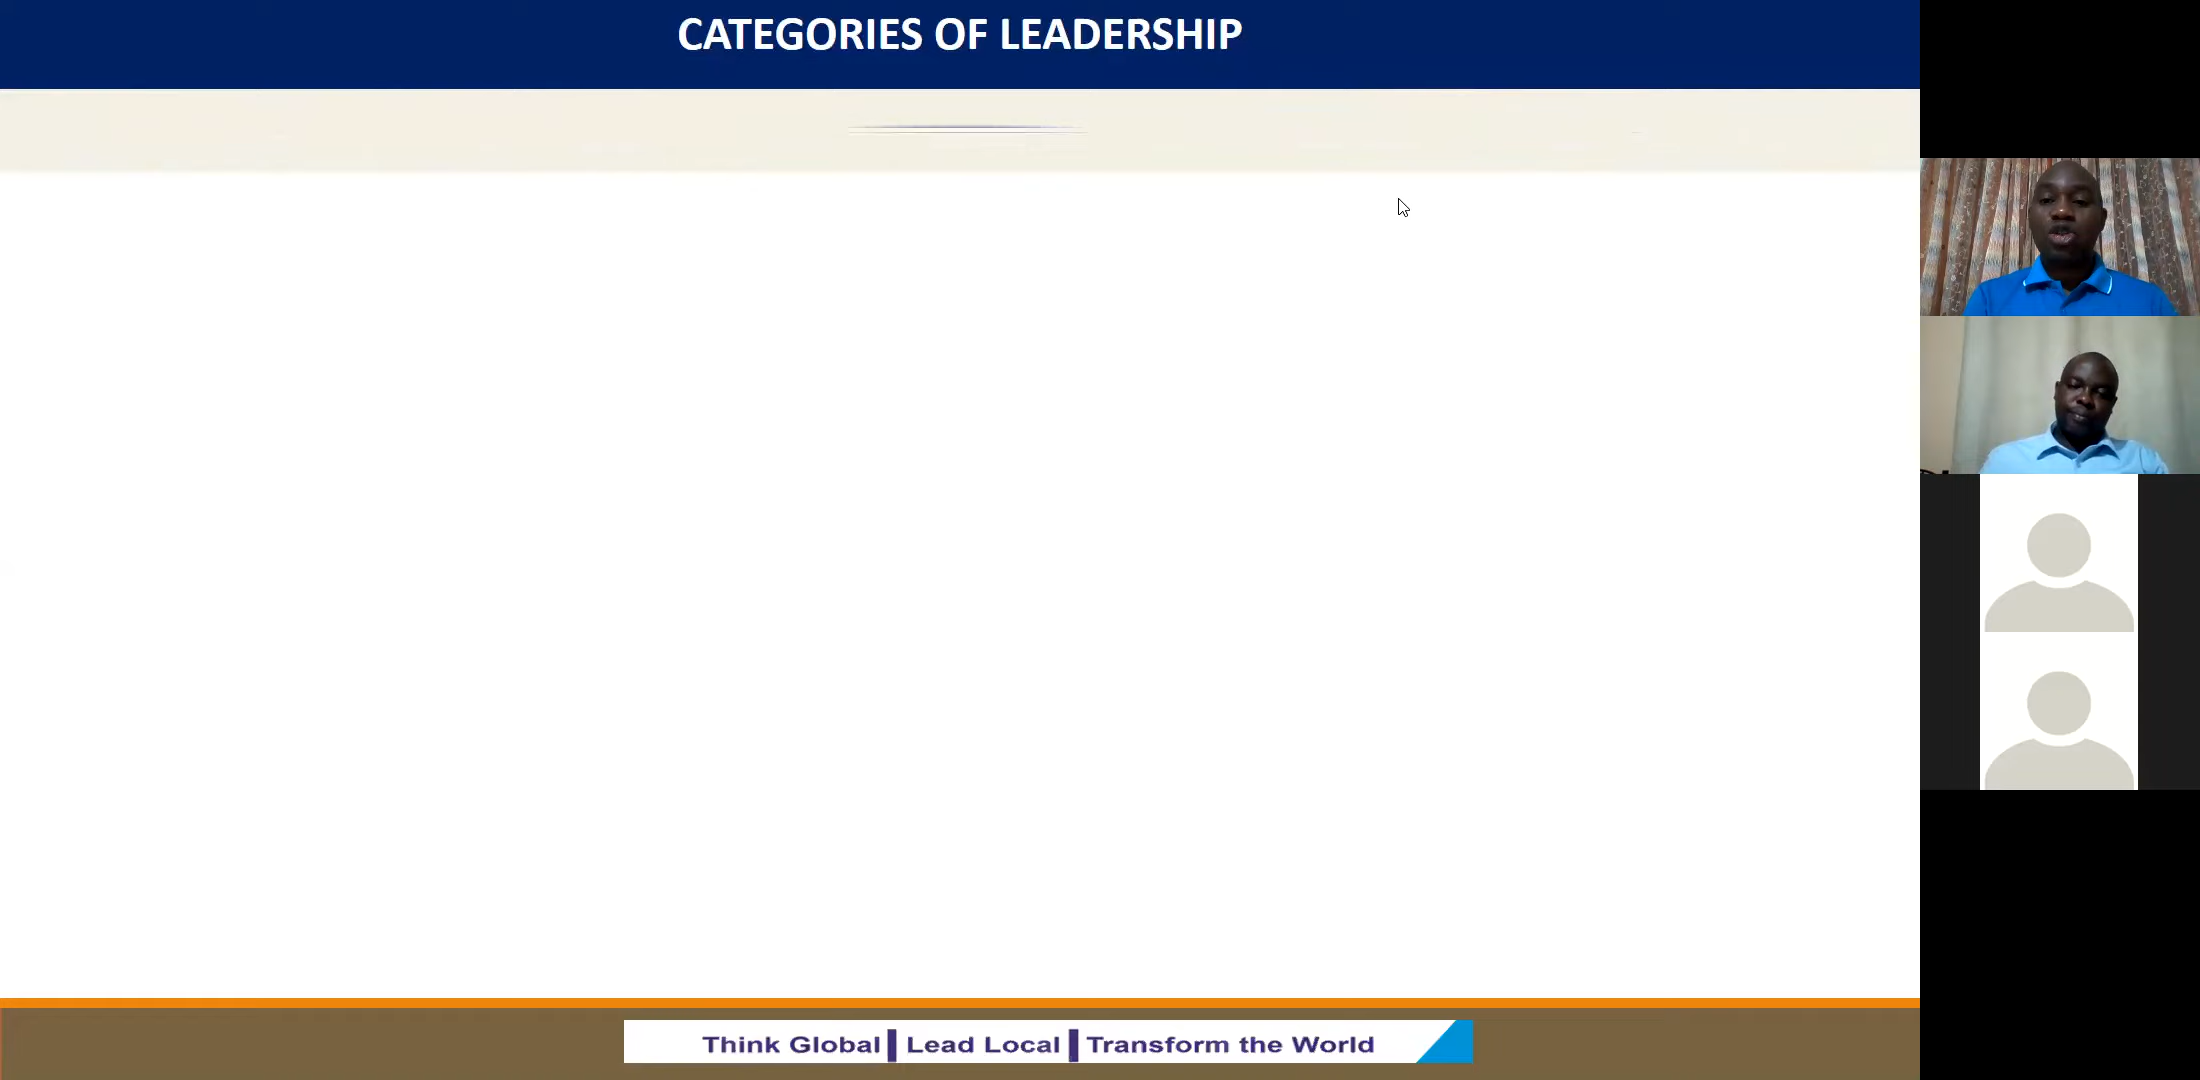 CATEGORIES OF LEADERSHIP
Think Global Lead Local Transform the World